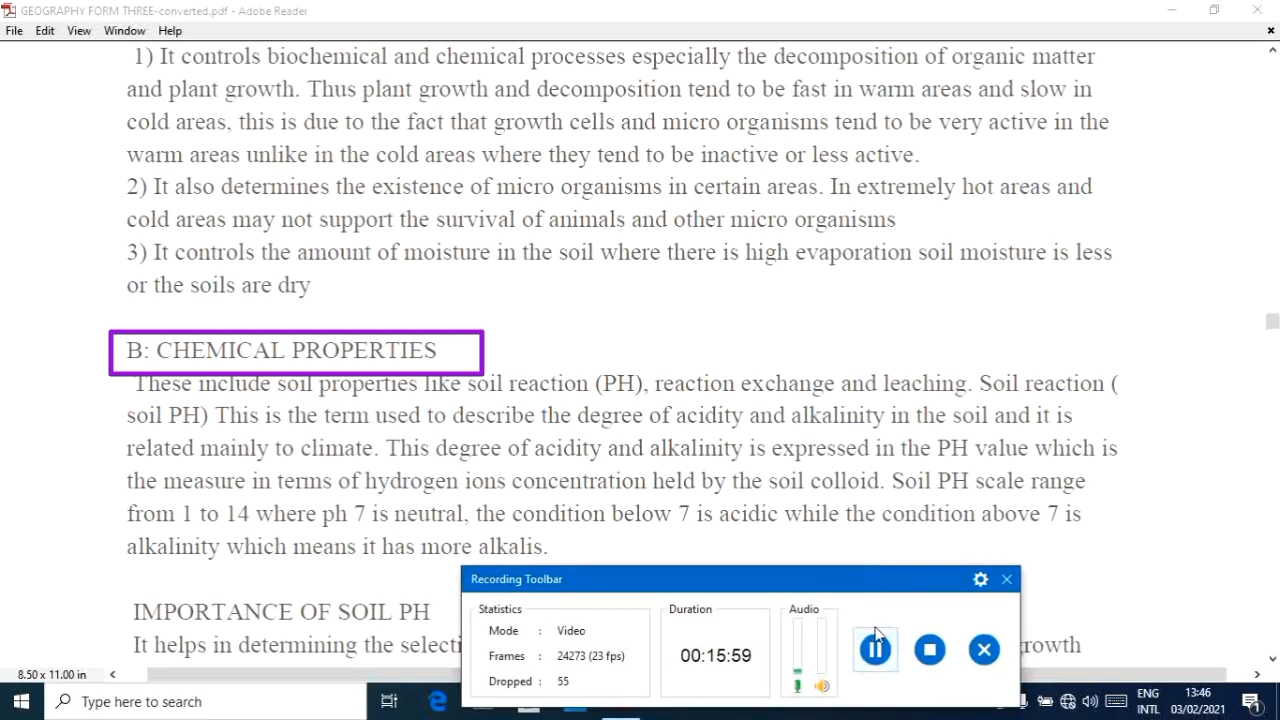 GEOGRAPHY FORM THREE-converted.pdf - Adobe Reader
File Edit View Window Help
1) It controls biochemical and chemical processes especially the decomposition of organic matter
and plant growth. Thus plant growth and decomposition tend to be fast in warm areas and slow in
cold areas, this is due to the fact that growth cells and micro organisms tend to be very active in the
warm areas unlike in the cold areas where they tend to be inactive or less active.
2) It also determines the existence of micro organisms in certain areas. In extremely hot areas and
cold areas may not support the survival of animals and other micro organisms
3) It controls the amount of moisture in the soil where there is high evaporation soil moisture is less
or the soils are dry
B: CHEMICAL PROPERTIES
These include soil properties like soil reaction (PH), reaction exchange and leaching. Soil reaction (
soil PH) This is the term used to describe the degree of acidity and alkalinity in the soil and it is
related mainly to climate. This degree of acidity and alkalinity is expressed in the PH value which is
the measure in terms of hydrogen ions concentration held by the soil colloid. Soil PH scale range
from 1 to 14 where ph 7 is neutral, the condition below 7 is acidic while the condition above 7 is
alkalinity which means it has more alkalis.
IMPORTANCE OF SOIL PH
It helps in determining the
Recording Toolbar
Statistics
Mode : Video
Frames : 24273 (23 fps)
Dropped : 55
Duration
00:15:59
Audio
8.50 x 11.00 in
Type here to search
ENG
INTL
13:46
03/02/2021
1